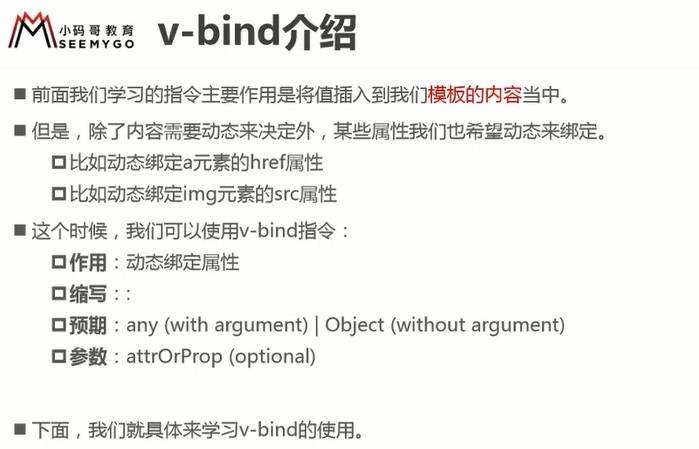 小码哥教育
SEEMYGO
v-bind介绍
■ 前面我们学习的指令主要作用是将值插入到我们模板的内容当中。
■ 但是，除了内容需要动态来决定外，某些属性我们也希望动态来绑定。
比如动态绑定a元素的href属性
比如动态绑定img元素的src属性
■ 这个时候，我们可以使用v-bind指令：
作用：动态绑定属性
缩写：:
预期：any (with argument) | Object (without argument)
参数：attrOrProp (optional)
■ 下面，我们就具体来学习v-bind的使用。